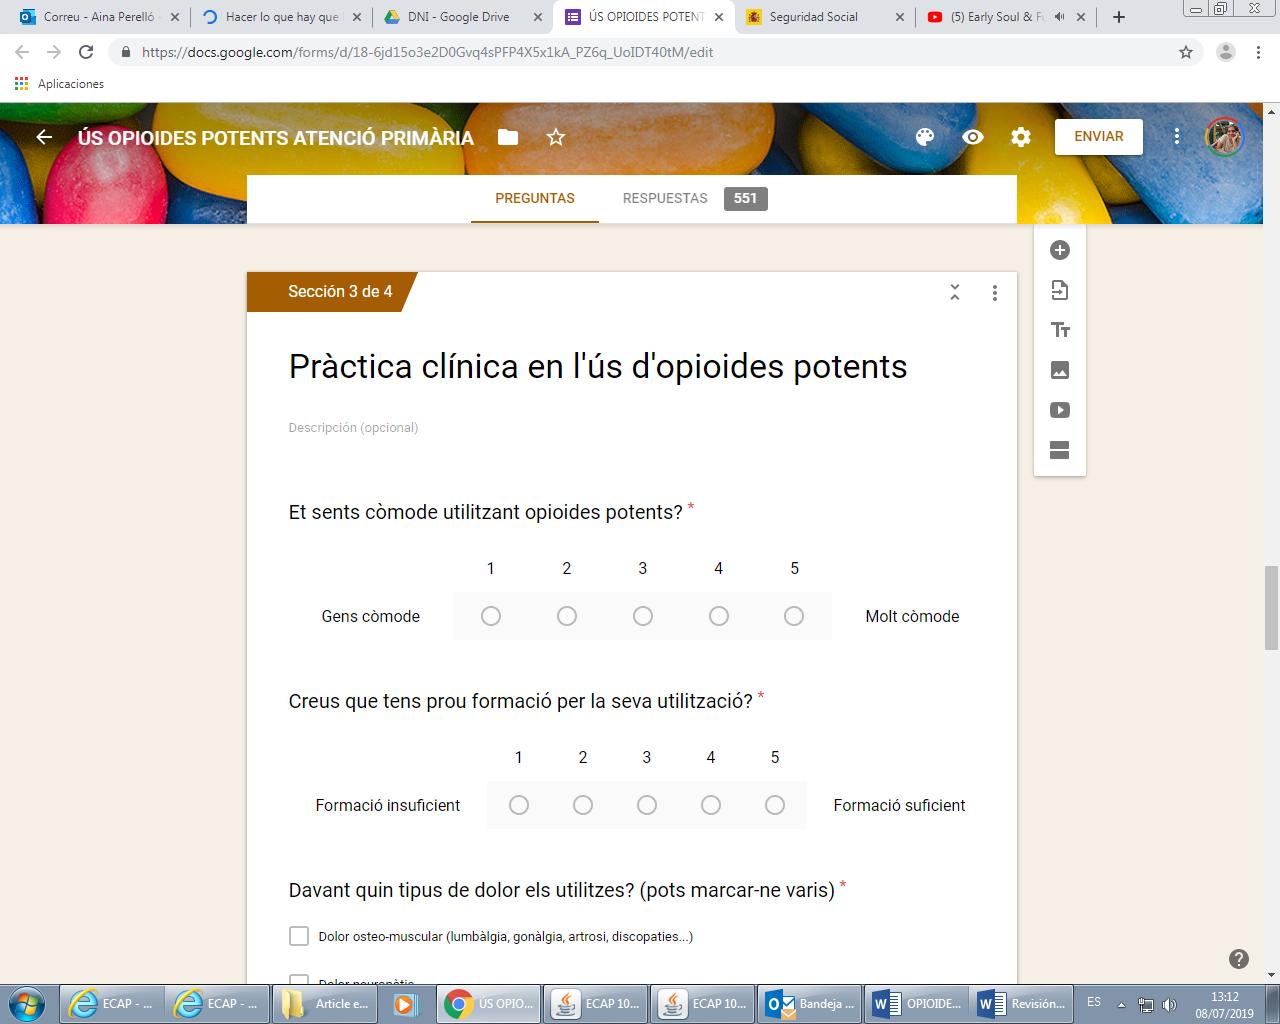 Correu - Aina Perelló
Hacer lo que hay que
DNI - Google Drive
ÚS OPIOIDES POTENT
Seguridad Social
(5) Early Soul & Fu
https://docs.google.com/forms/d/18-6jd15o3e2D0Gvq4sPFP4X5x1kA_PZ6q_UoIDT40tM/edit
Aplicaciones
ÚS OPIOIDES POTENTS ATENCIÓ PRIMÀRIA
ENVIAR
PREGUNTAS
RESPUESTAS 551
Sección 3 de 4
Pràctica clínica en l'ús d'opioides potents
Descripción (opcional)
Et sents còmode utilitzant opioides potents? *
1 2 3 4 5
Gens còmode Molt còmode
Creus que tens prou formació per la seva utilització? *
1 2 3 4 5
Formació insuficient Formació suficient
Davant quin tipus de dolor els utilitzes? (pots marcar-ne varis) *
Dolor osteo-muscular (lumbàlgia, gonàlgia, artrosi, discopaties...)
Dolor neuropàtic
ECAP - ...
ECAP - ...
Article e...
ÚS OPIO...
ECAP 10...
ECAP 10...
Bandeja ...
OPIOIDE...
Revisión...
ES
13:12
08/07/2019